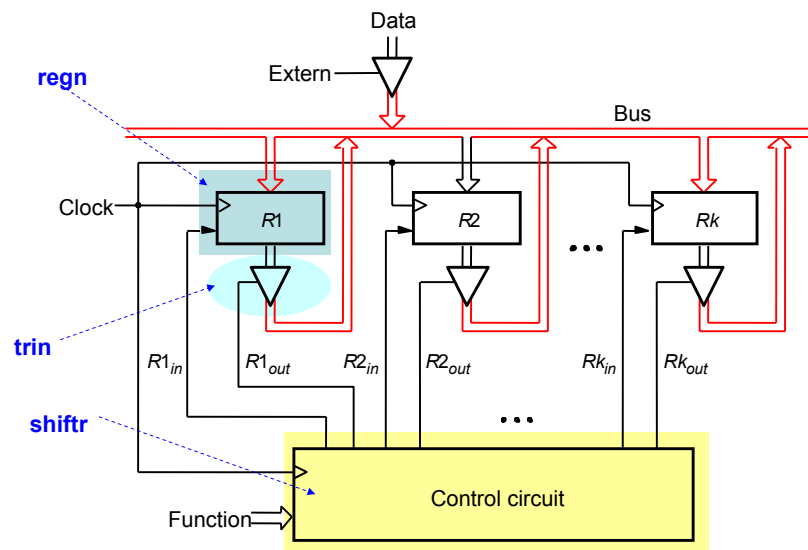 Data
Extern
regn
Bus
Clock
R1
R2
Rk
trin
R1in
R1out
R2in
R2out
Rkin
Rkout
shiftr
Control circuit
Function